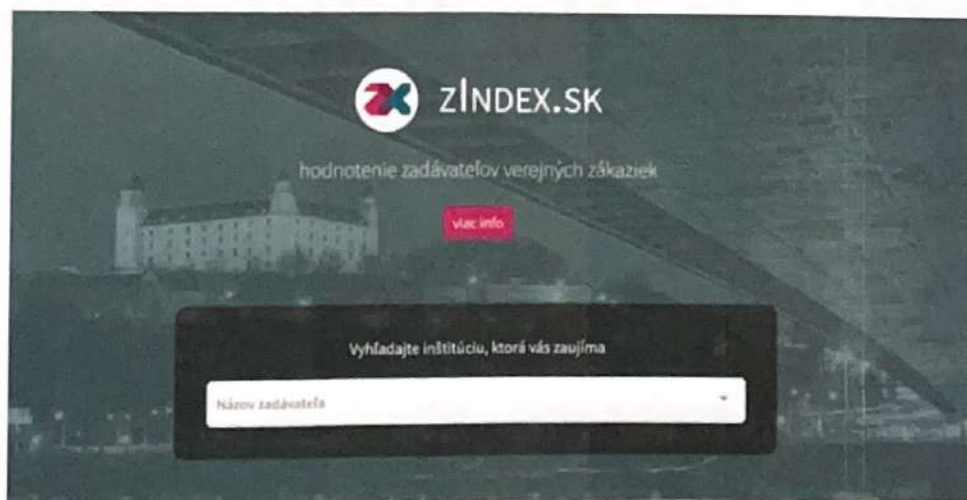 zINDEX.SK
hodnotenie zadávateľov verejných zákaziek
viac info
Vyhľadajte inštitúciu, ktorá vás zaujíma
Názov zadávateľa